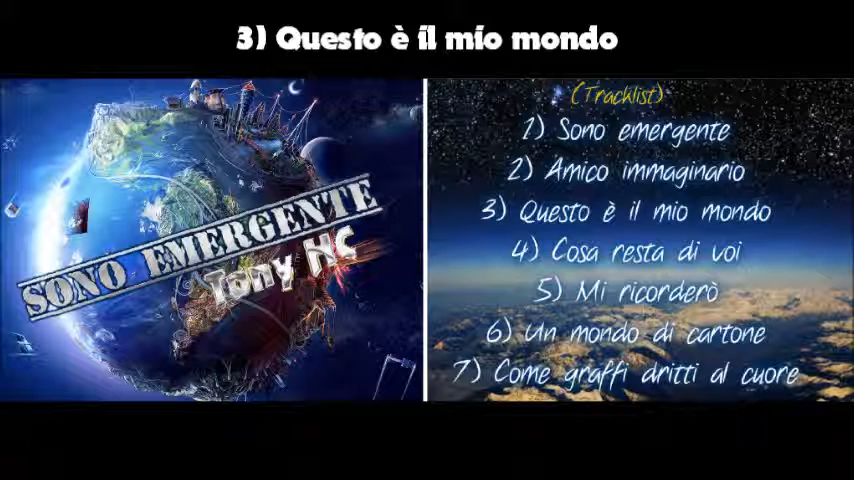 3) Questo è il mio mondo
SONO EMERGENTE
Tony HC
(Tracklist)
1) Sono emergente
2) Amico immaginario
3) Questo è il mio mondo
4) Cosa resta di voi
5) Mi ricorderò
6) Un mondo di cartone
7) Come graffi dritti al cuore